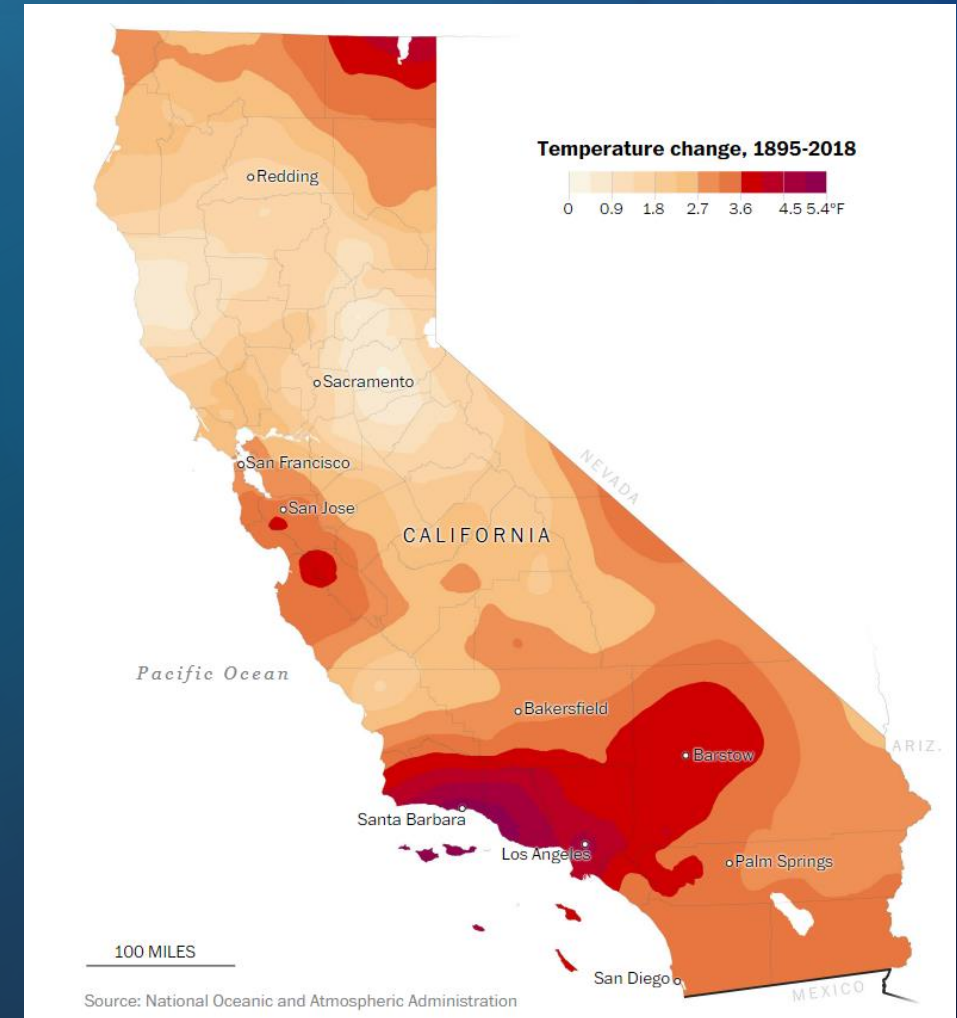 Temperature change, 1895-2018
0 0.9 1.8 2.7 3.6 4.5 5.4°F
Redding
Sacramento
NEVADA
San Francisco
San Jose
CALIFORNIA
Pacific Ocean
Bakersfield
ARIZ.
Barstow
Santa Barbara
Los Angeles
Palm Springs
100 MILES
San Diego
MEXICO
Source: National Oceanic and Atmospheric Administration